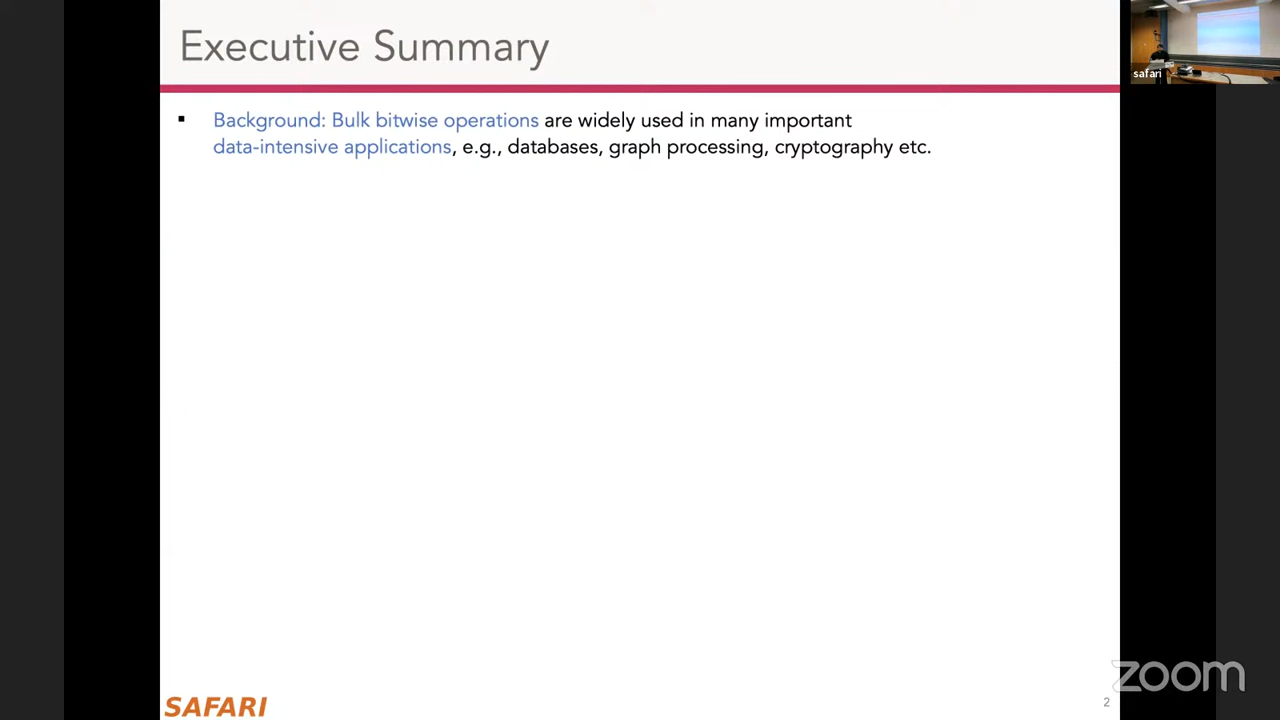 Executive Summary
safari
▪ Background: Bulk bitwise operations are widely used in many important
data-intensive applications, e.g., databases, graph processing, cryptography etc.
SAFARI
2
zoom